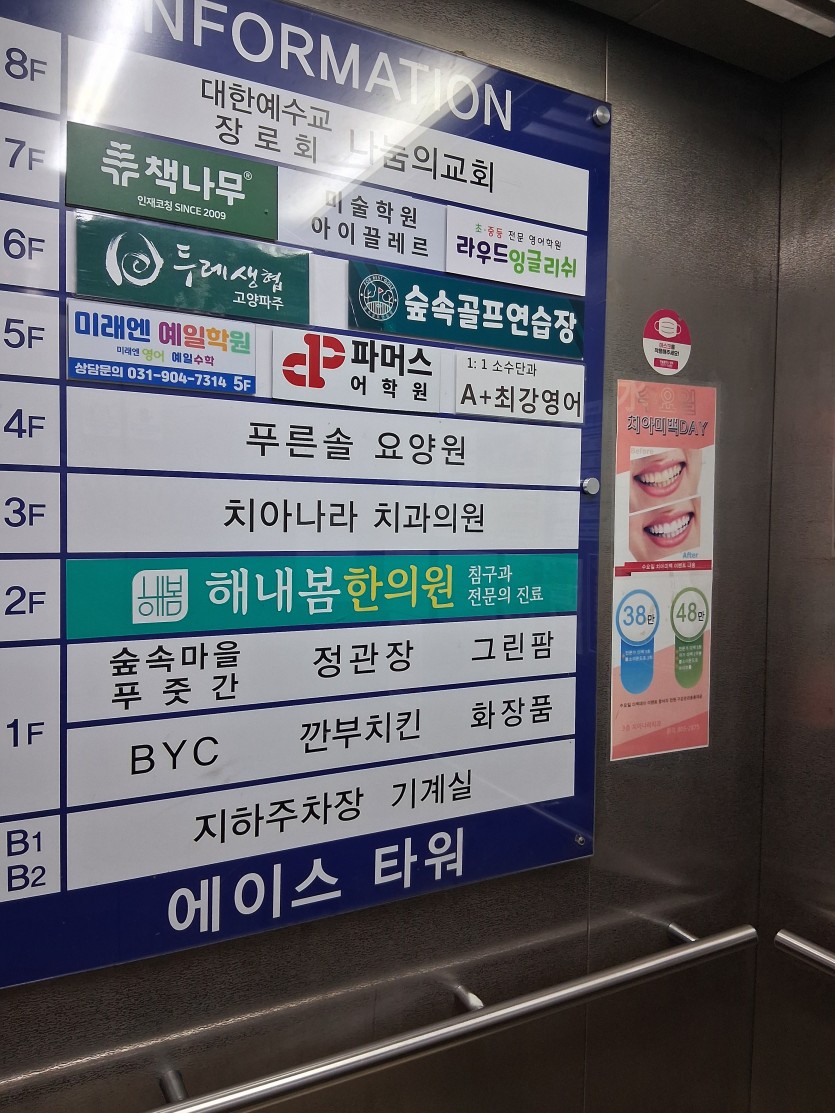 INFORMATION
8F
대한예수교
장로회 나눔의교회
7F
책나무®
인재코칭 SINCE 2009
미술학원
아이끌레르
초·중등 전문 영어학원
라우드잉글리쉬
6F
두레생협
고양파주
숲속골프연습장
5F
미래엔 예일학원
미래엔 영어 예일수학
상담문의 031-904-7314 5F
파머스
어학원
1:1 소수단과
A+최강영어
4F
푸른솔 요양원
3F
치아나라 치과의원
2F
해내봄
해내봄한의원
침구과
전문의 진료
1F
숲속마을
푸줏간
정관장
그린팜
BYC
깐부치킨
화장품
B1
B2
지하주차장 기계실
에이스 타워
치아미백DAY
Before
After
38만
48만